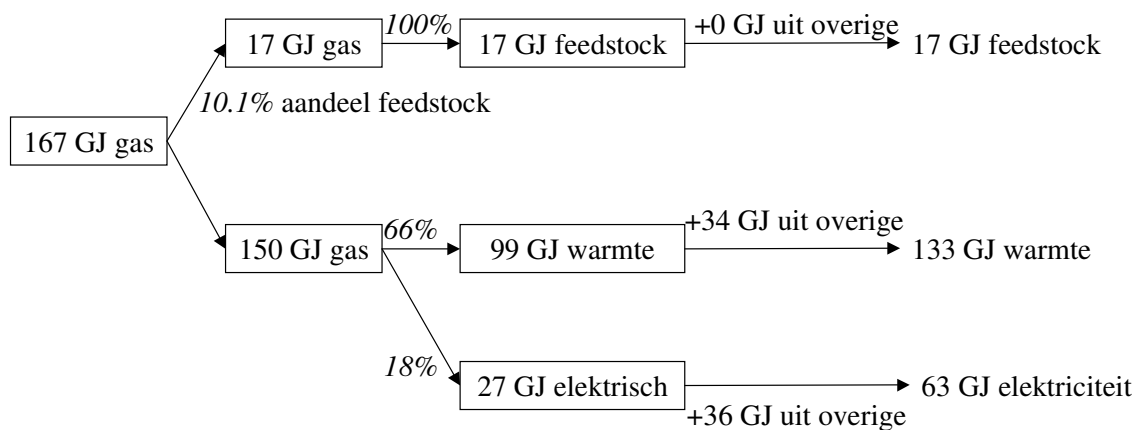 17 GJ gas
100%
17 GJ feedstock
+0 GJ uit overige
17 GJ feedstock
10.1% aandeel feedstock
167 GJ gas
150 GJ gas
66%
99 GJ warmte
+34 GJ uit overige
133 GJ warmte
18%
27 GJ elektrisch
+36 GJ uit overige
63 GJ elektriciteit